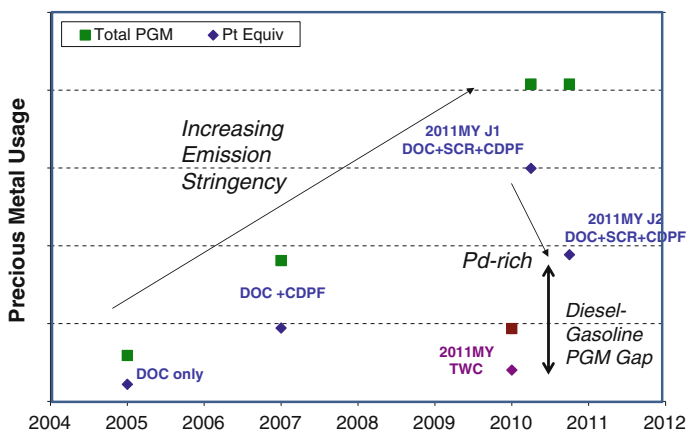 Total PGM
Pt Equiv
Increasing
Emission
Stringency
2011MY J1
DOC+SCR+CDPF
2011MY J2
DOC+SCR+CDPF
Pd-rich
DOC +CDPF
Diesel-
Gasoline
PGM Gap
2011MY
TWC
DOC only
Precious Metal Usage
2004 2005 2006 2007 2008 2009 2010 2011 2012